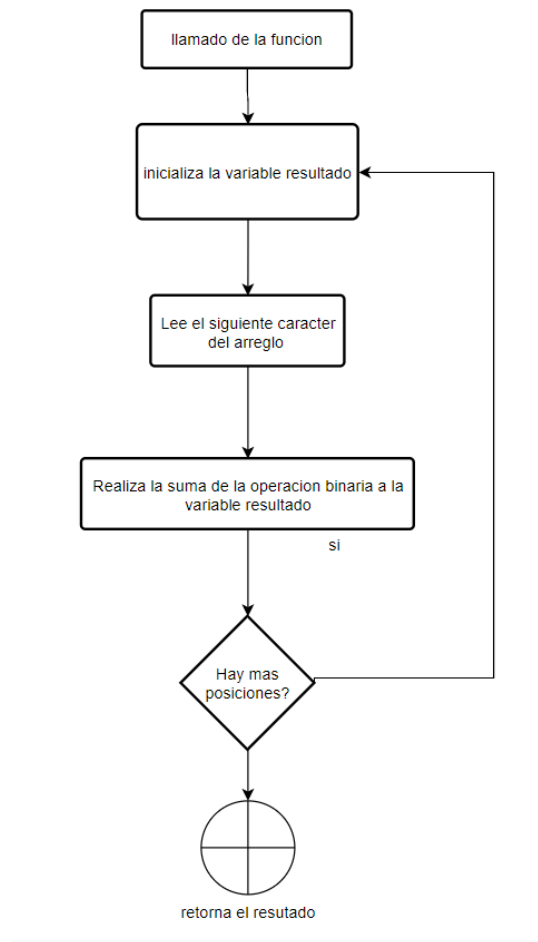 llamado de la funcion
inicializa la variable resultado
Lee el siguiente caracter
del arreglo
Realiza la suma de la operacion binaria a la
variable resultado
si
Hay mas
posiciones?
retorna el resutado